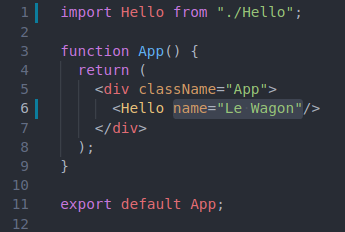 1 import Hello from "./Hello";
2
3 function App() {
4   return (
5     <div className="App">
6       <Hello name="Le Wagon"/>
7     </div>
8   );
9 }
10
11 export default App;
12